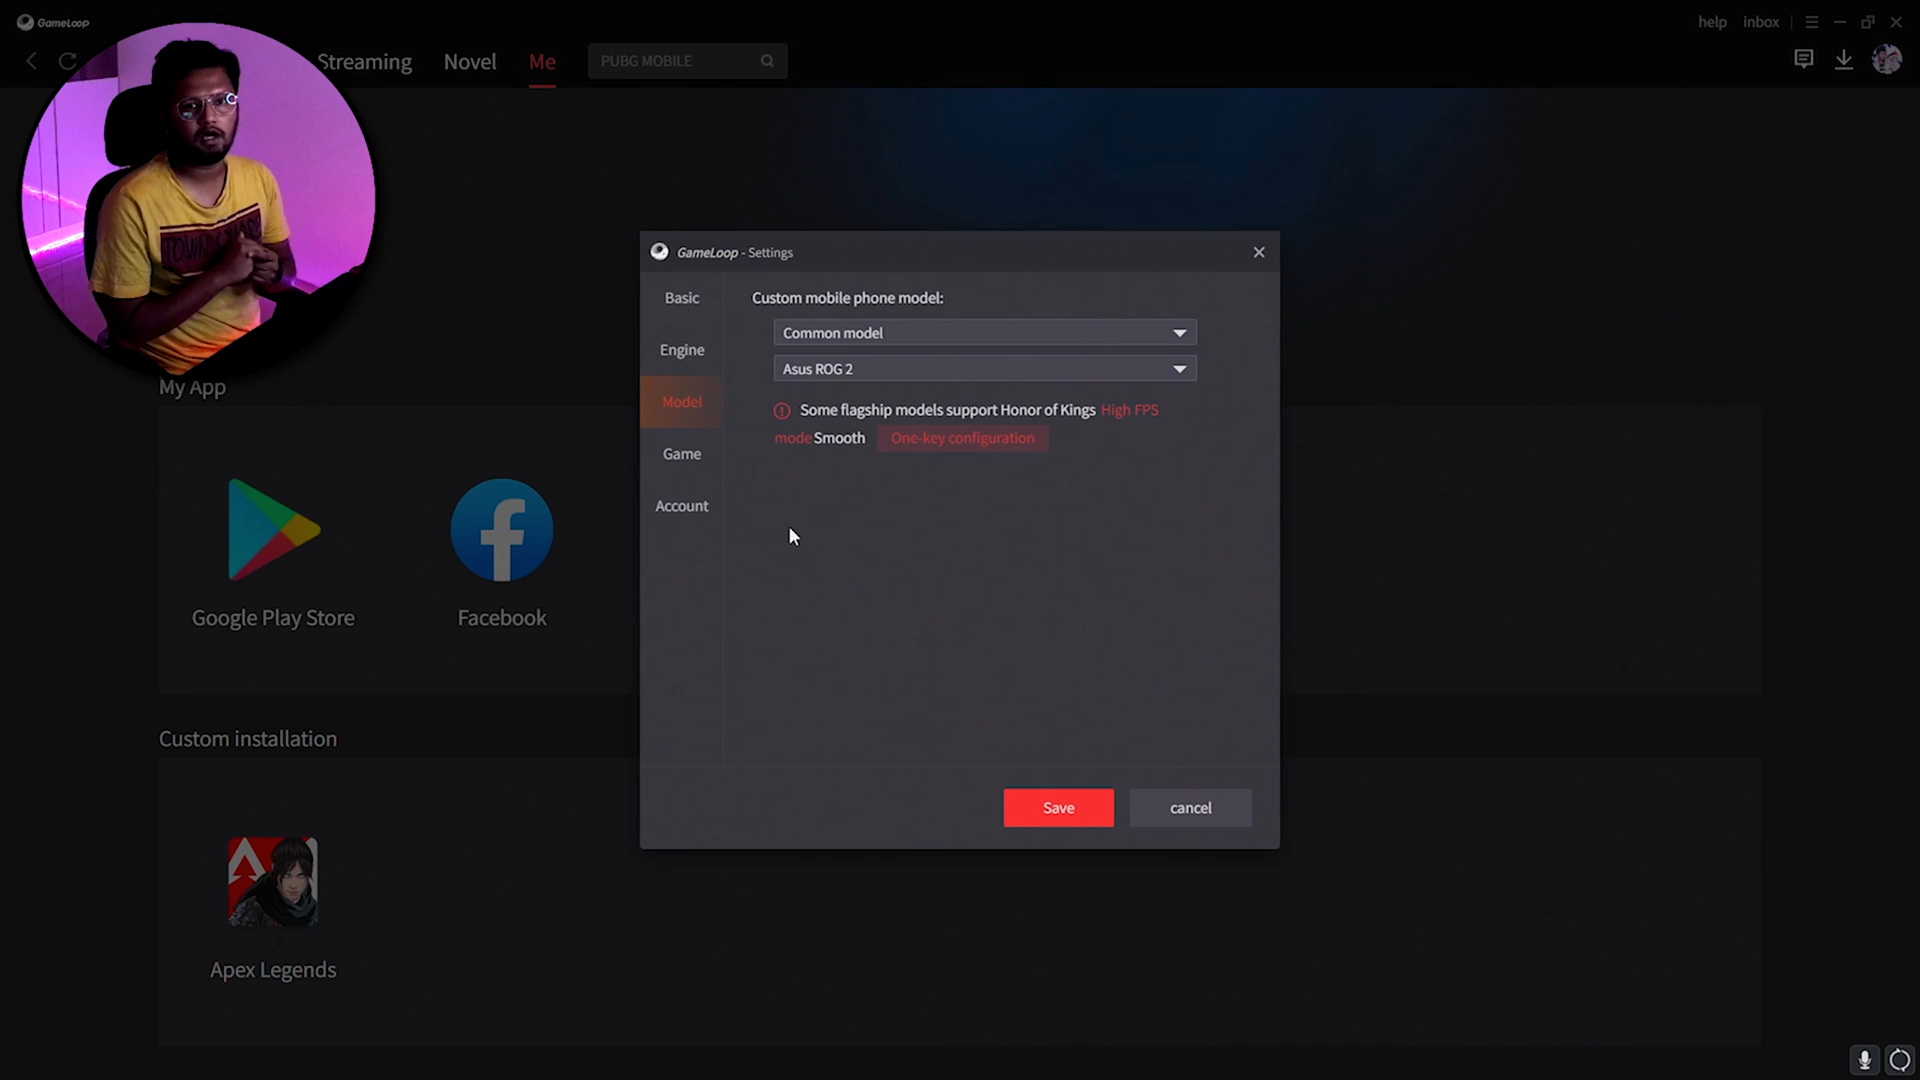 GameLoop
help inbox
Streaming Novel Me PUBG MOBILE
GameLoop - Settings
Basic
Engine
Model
Game
Account
Custom mobile phone model:
Common model
Asus ROG 2
Some flagship models support Honor of Kings High FPS
mode Smooth One-key configuration
Save cancel
My App
Google Play Store Facebook
Custom installation
Apex Legends